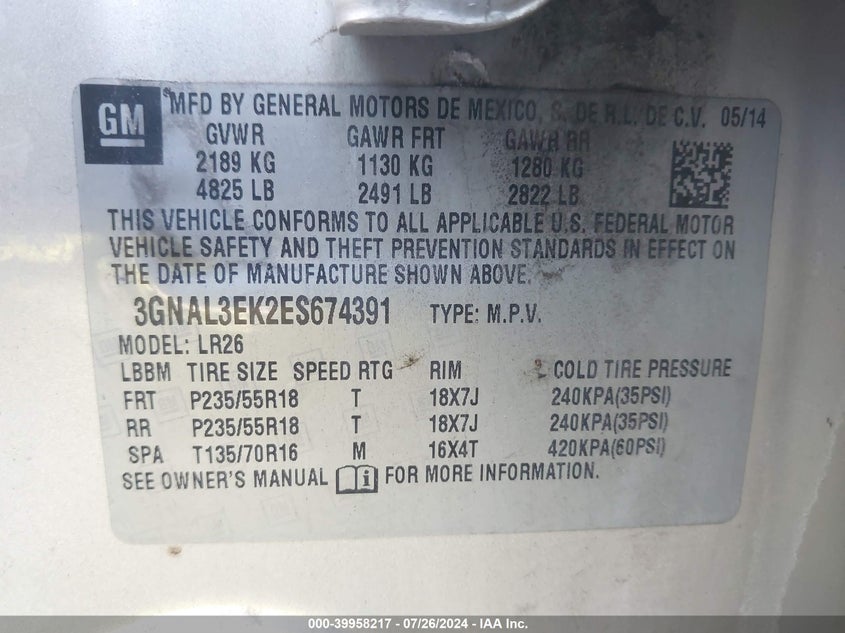 GM
MFD BY GENERAL MOTORS DE MEXICO, S. DE R.L. DE C.V. 05/14
GVWR GAWR FRT GAWR RR
2189 KG 1130 KG 1280 KG
4825 LB 2491 LB 2822 LB
THIS VEHICLE CONFORMS TO ALL APPLICABLE U.S. FEDERAL MOTOR
VEHICLE SAFETY AND THEFT PREVENTION STANDARDS IN EFFECT ON
THE DATE OF MANUFACTURE SHOWN ABOVE.
3GNAL3EK2ES674391 TYPE: M.P.V.
MODEL: LR26
LBBM TIRE SIZE SPEED RTG RIM COLD TIRE PRESSURE
FRT P235/55R18 T 18X7J 240KPA(35PSI)
RR P235/55R18 T 18X7J 240KPA(35PSI)
SPA T135/70R16 M 16X4T 420KPA(60PSI)
SEE OWNER'S MANUAL i FOR MORE INFORMATION.
000-39958217 - 07/26/2024 - IAA Inc.